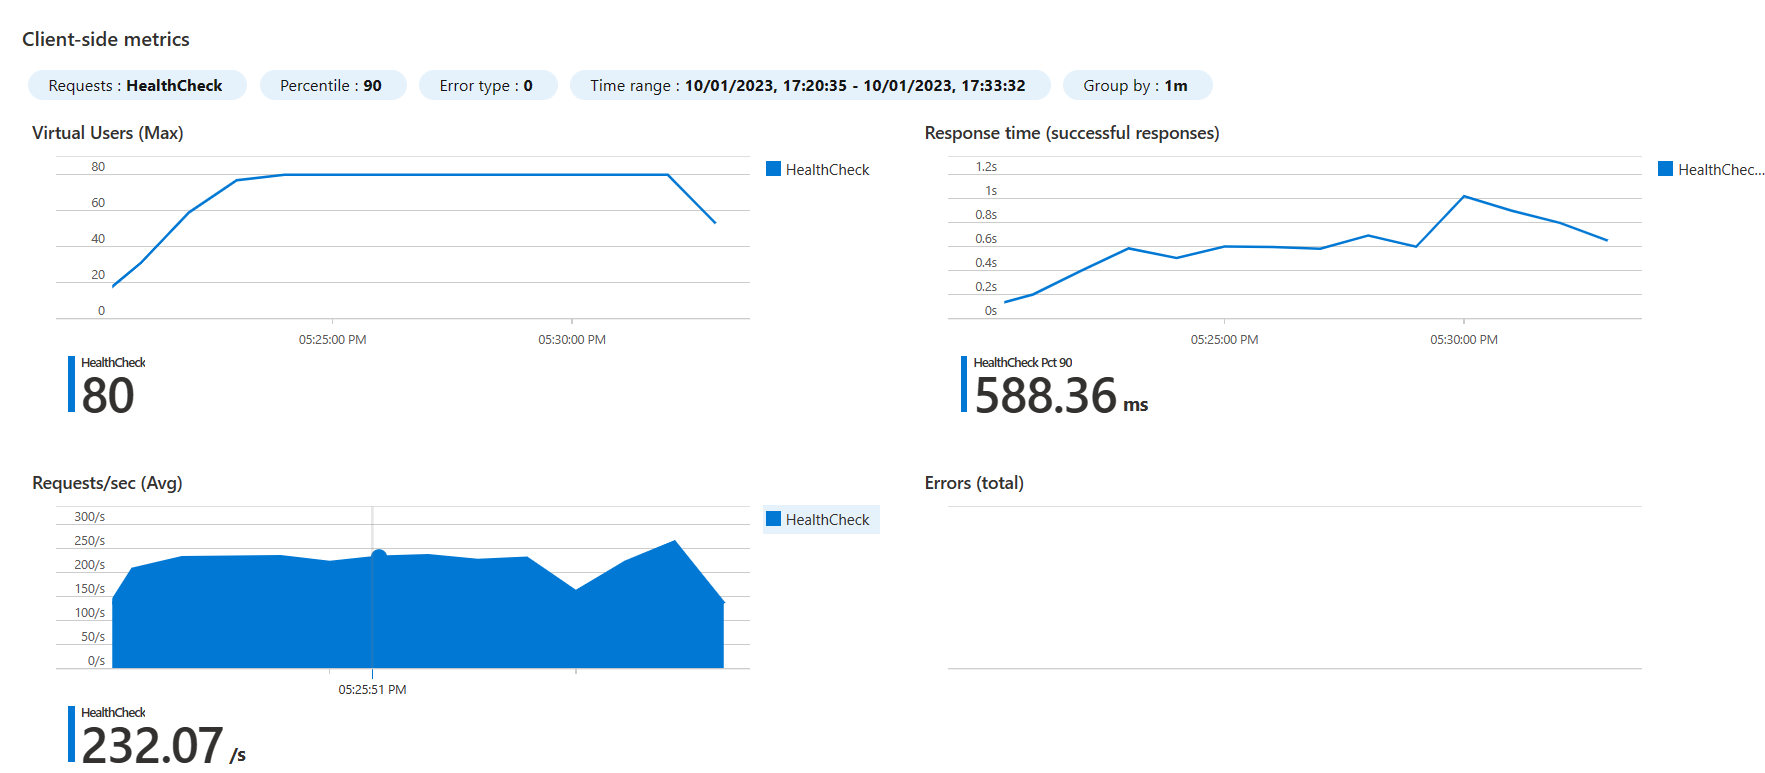 Client-side metrics
Requests : HealthCheck
Percentile : 90
Error type : 0
Time range : 10/01/2023, 17:20:35 - 10/01/2023, 17:33:32
Group by : 1m
Virtual Users (Max)
80
60
40
20
0
05:25:00 PM
05:30:00 PM
HealthCheck
HealthCheck
80
Response time (successful responses)
1.2s
1s
0.8s
0.6s
0.4s
0.2s
0s
05:25:00 PM
05:30:00 PM
HealthChec...
HealthCheck Pct 90
588.36 ms
Requests/sec (Avg)
300/s
250/s
200/s
150/s
100/s
50/s
0/s
05:25:51 PM
HealthCheck
HealthCheck
232.07 /s
Errors (total)